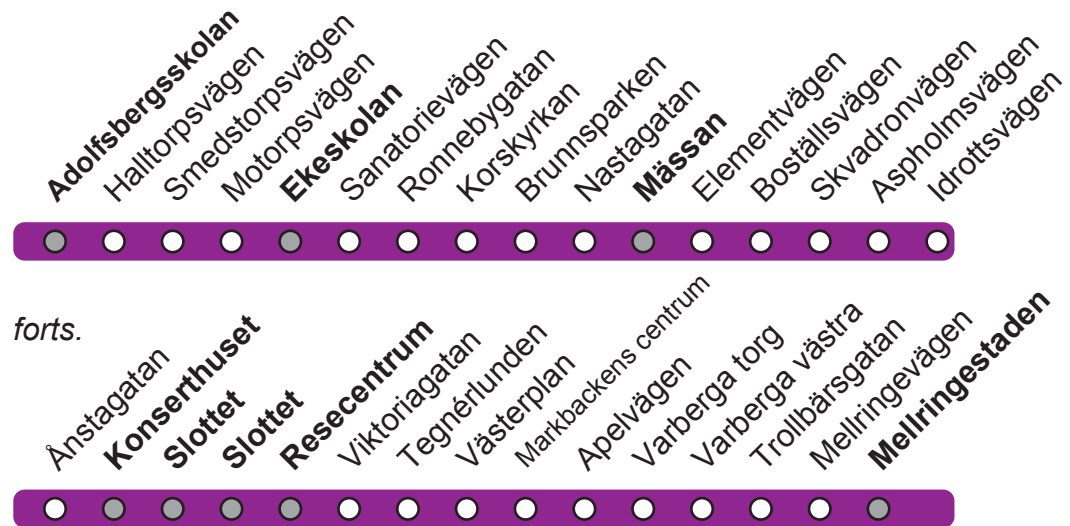 Adolfsbergsskolan
Halltorpsvägen
Smedstorpsvägen
Motorpsvägen
Ekeskolan
Sanatorievägen
Ronnebygatan
Korskyrkan
Brunnsparken
Nastagatan
Mässan
Elementvägen
Boställsvägen
Skvadronvägen
Aspholmsvägen
Idrottsvägen
forts.
Ånstagatan
Konserthuset
Slottet
Slottet
Resecentrum
Viktoriagatan
Tegnérlunden
Västerplan
Markbackens centrum
Apelvägen
Varberga torg
Varberga västra
Trollbärsgatan
Mellringevägen
Mellringestaden